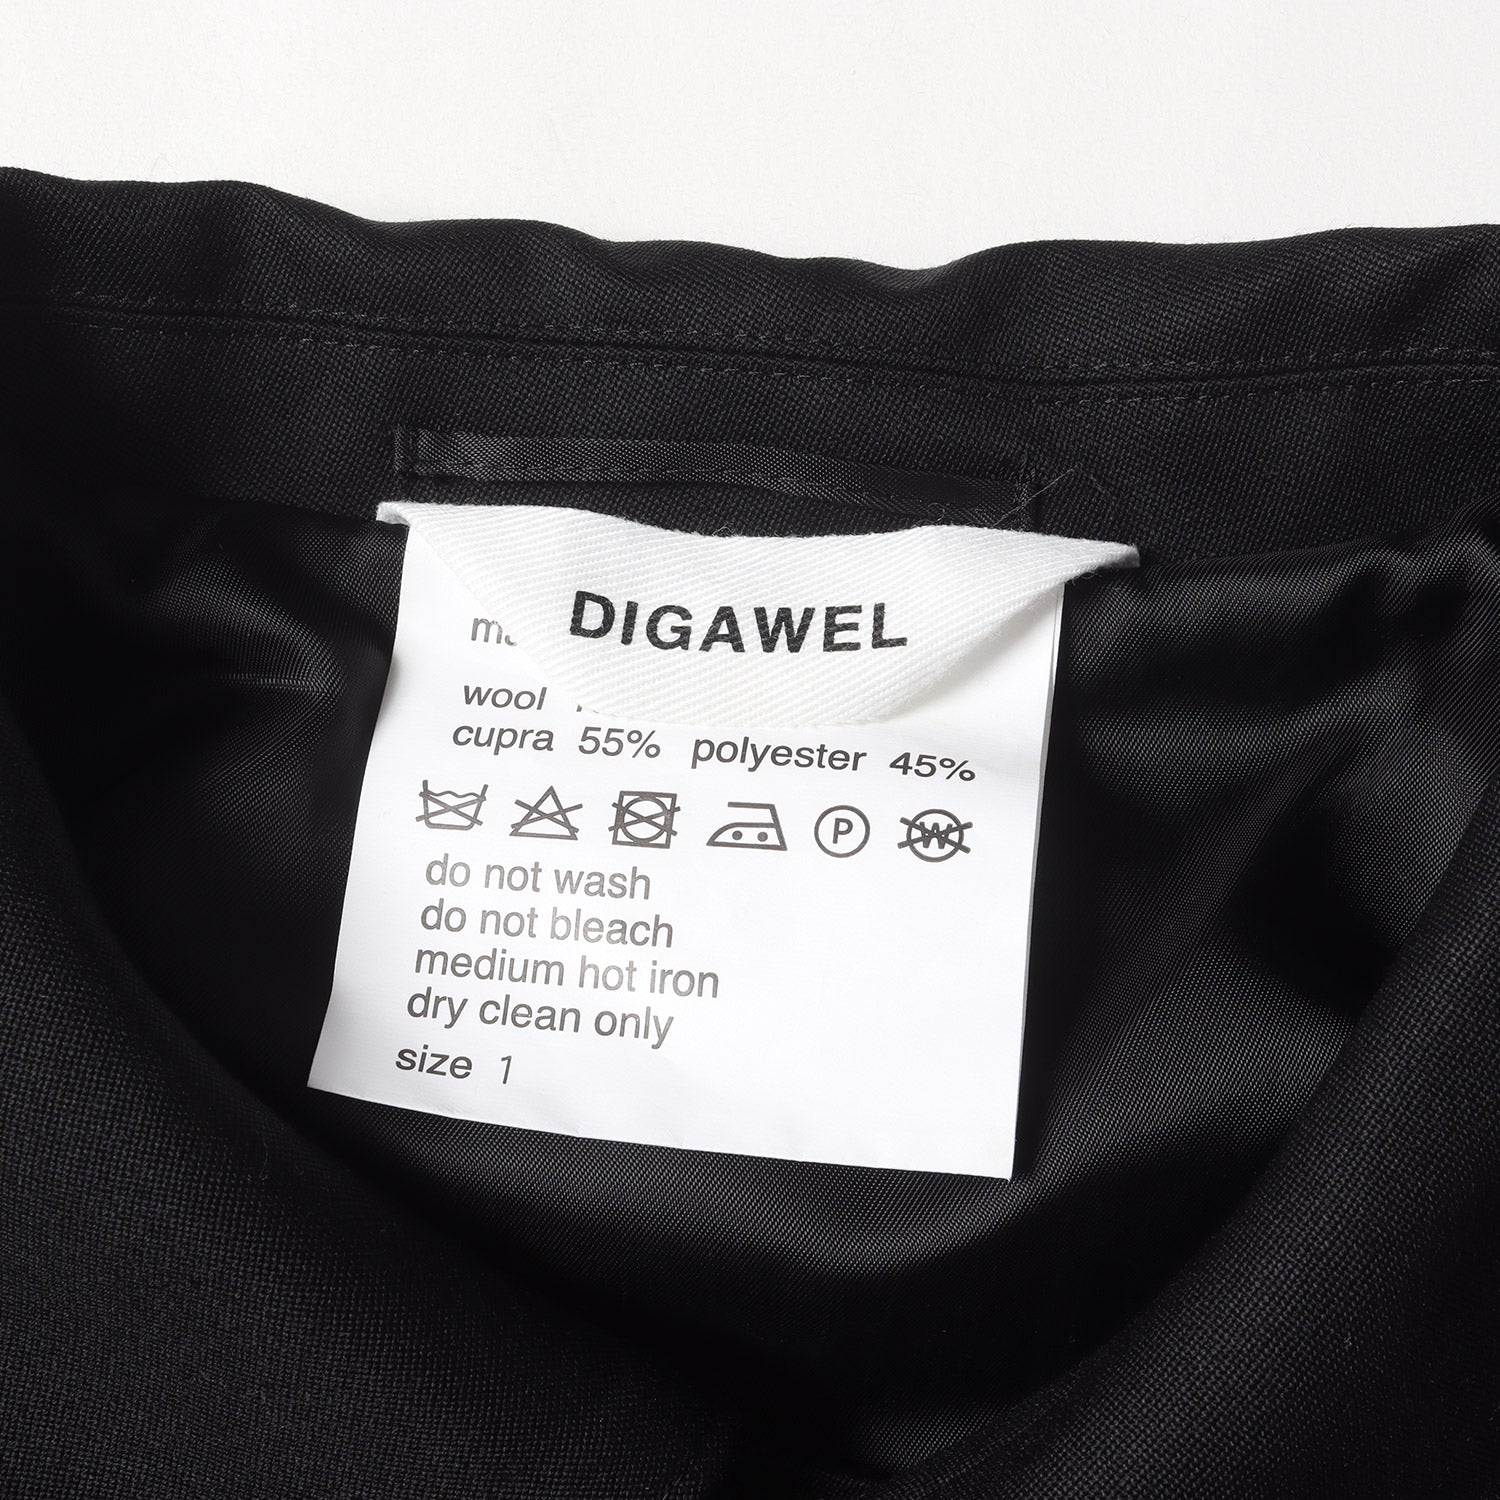 DIGAWEL
wool
cupra 55% polyester 45%
P W
do not wash
do not bleach
medium hot iron
dry clean only
size 1